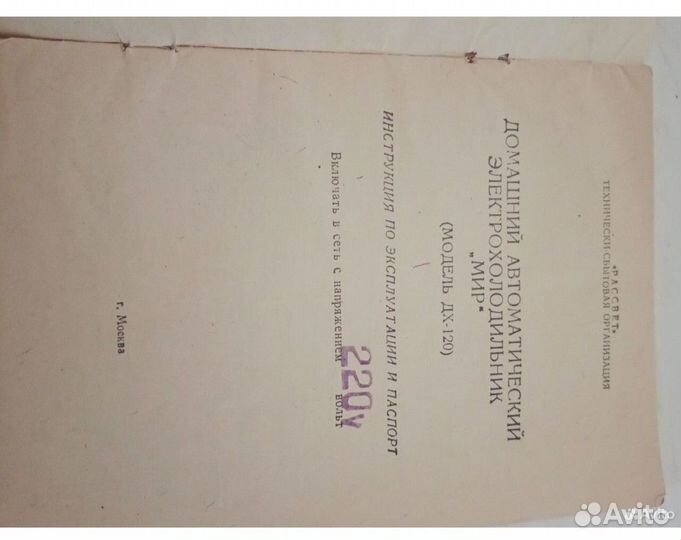 ТЕХНИЧЕСКИ-СБЫТОВАЯ ОРГАНИЗАЦИЯ
«РАССВЕТ»
ДОМАШНИЙ АВТОМАТИЧЕСКИЙ
ЭЛЕКТРОХОЛОДИЛЬНИК
„МИР“
(МОДЕЛЬ ДХ-120)
ИНСТРУКЦИЯ ПО ЭКСПЛУАТАЦИИ И ПАСПОРТ
Включать в сеть с напряжением 220v вольт
г. Москва
Avito